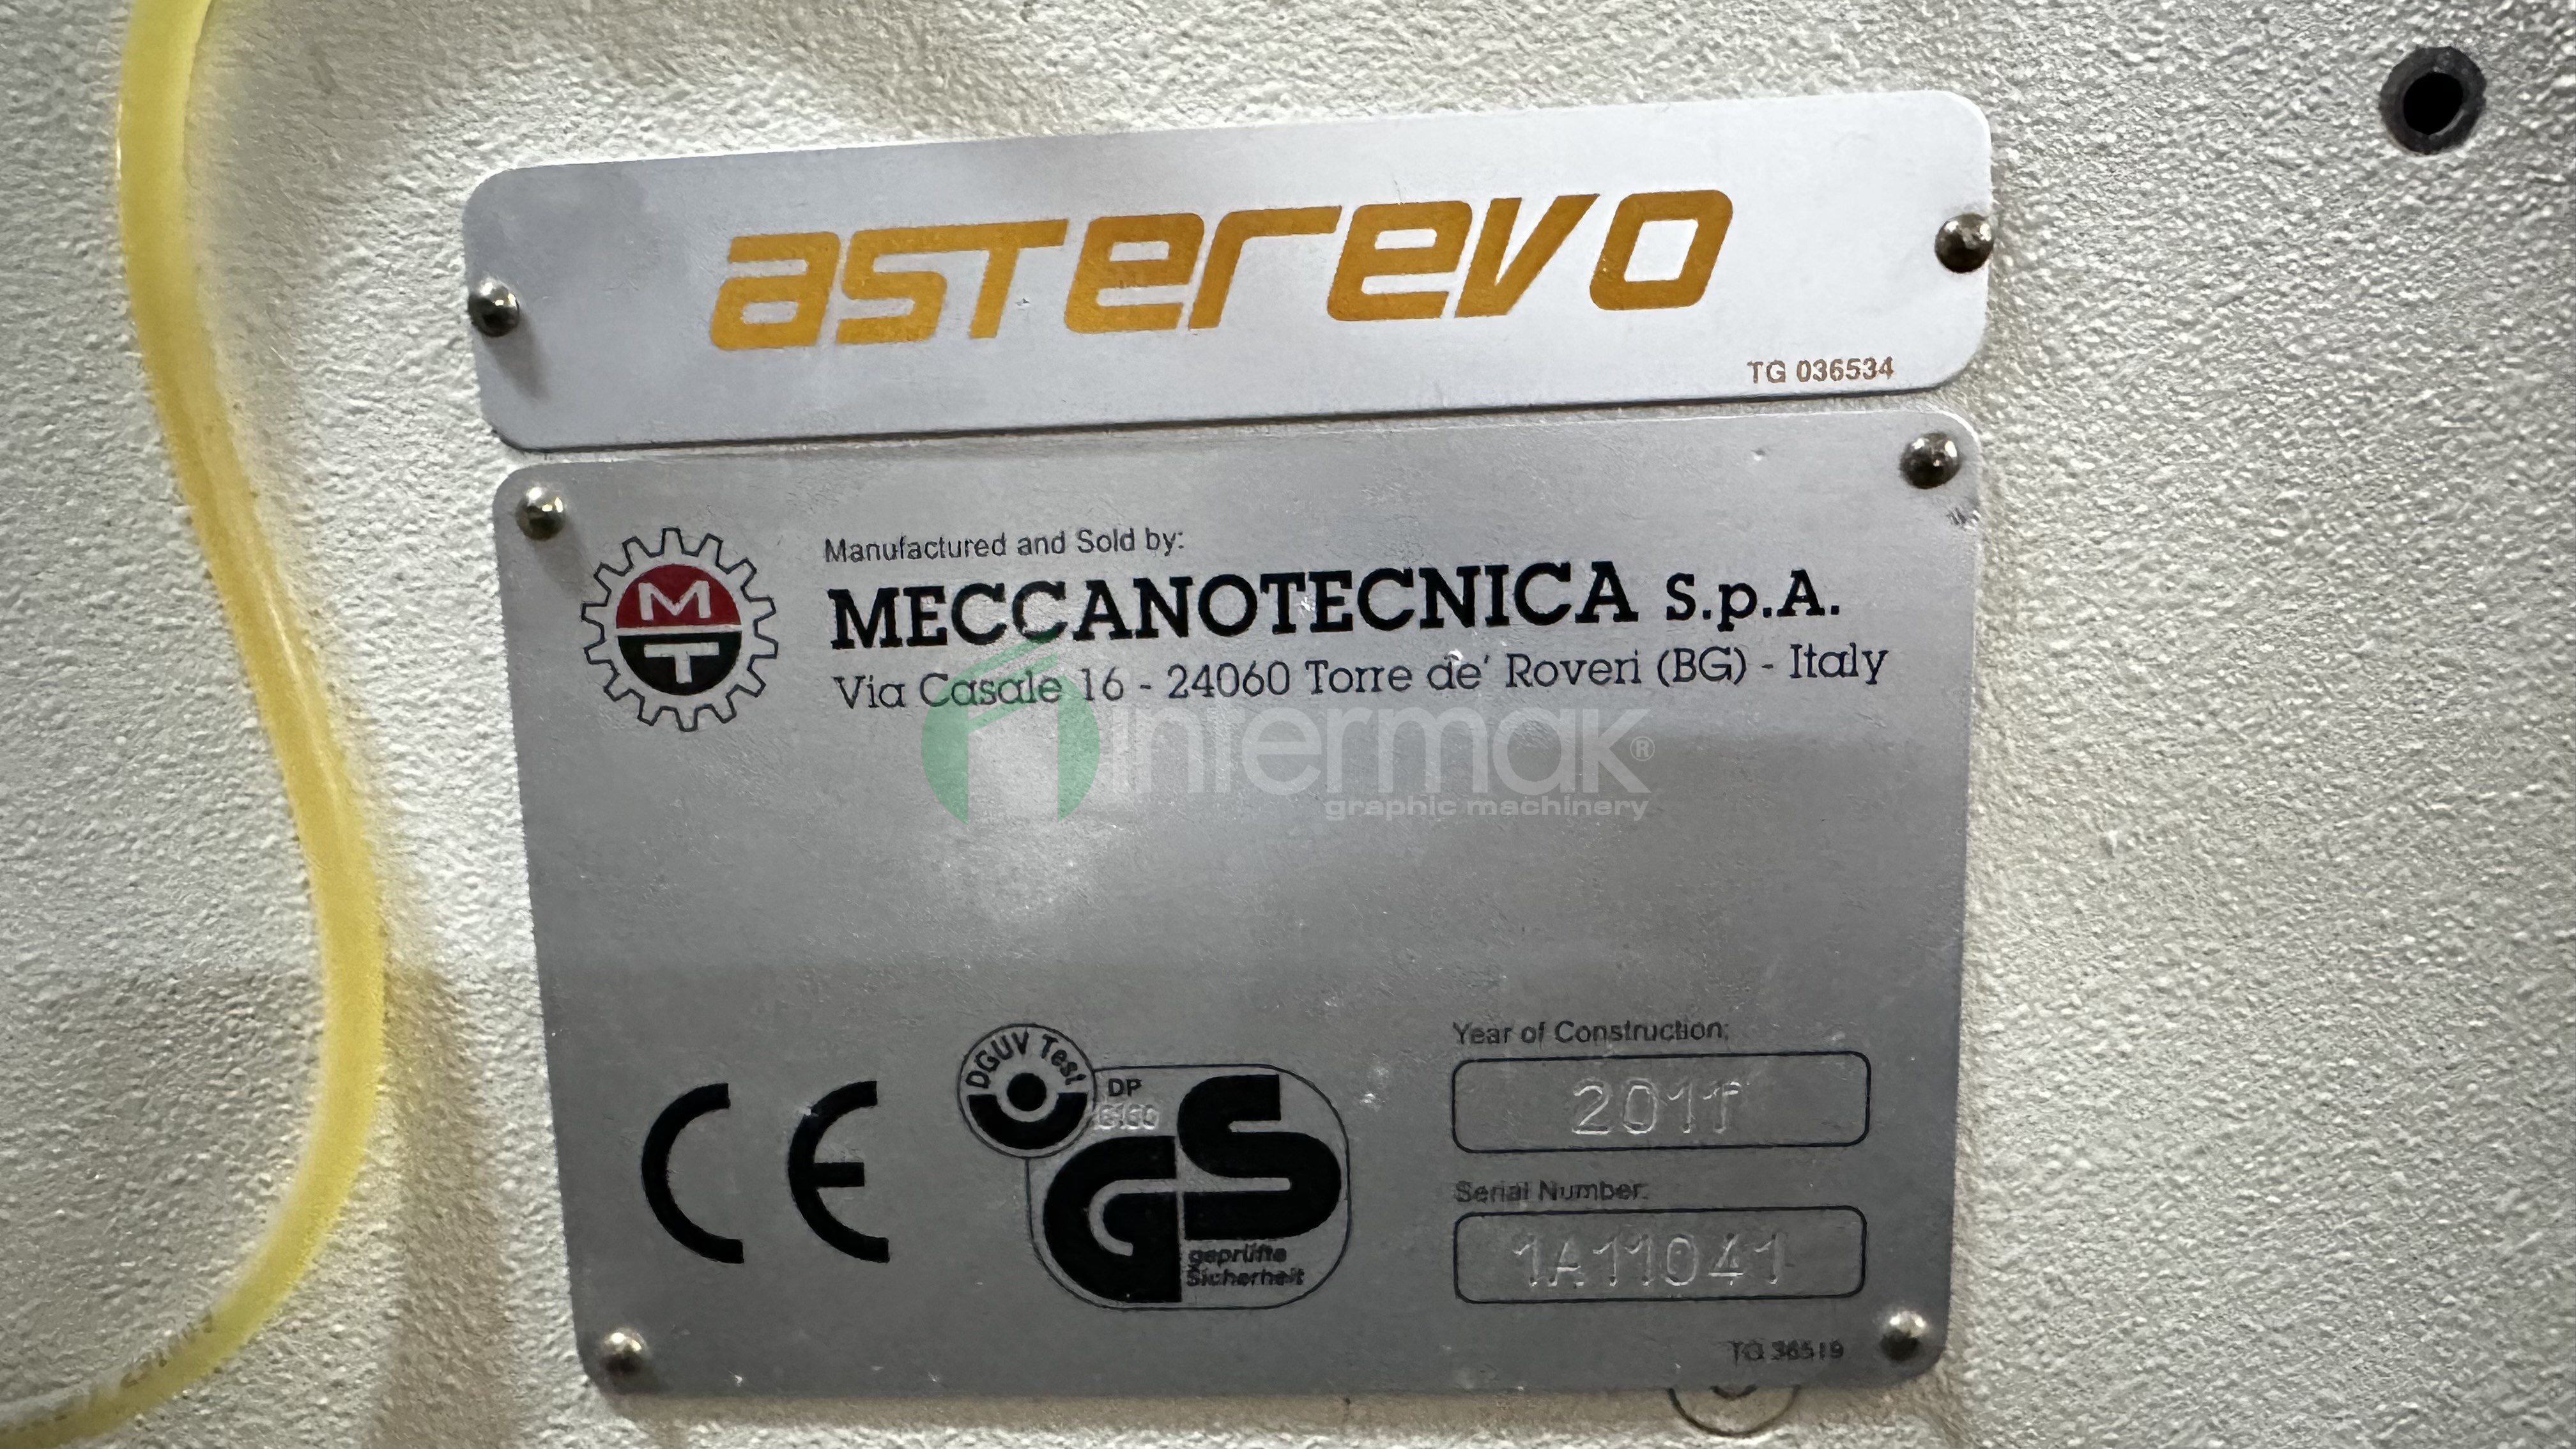 asterevo
TG 036534
Manufactured and Sold by:
MECCANOTECNICA S.p.A.
Via Casale 16 - 24060 Torre de' Roveri (BG) - Italy
M
T
intermak®
graphic machinery
DGUV Test
DP
GS
geprüfte
Sicherheit
CE
Year of Construction:
2011
Serial Number:
1A11041
TG 36519